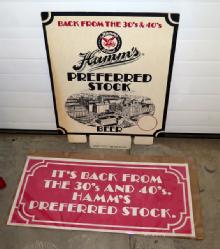 BACK FROM THE 30's & 40's
Hamm's
PREFERRED
STOCK
BEER
IT'S BACK FROM
THE 30's AND 40's.
HAMM'S
PREFERRED STOCK.